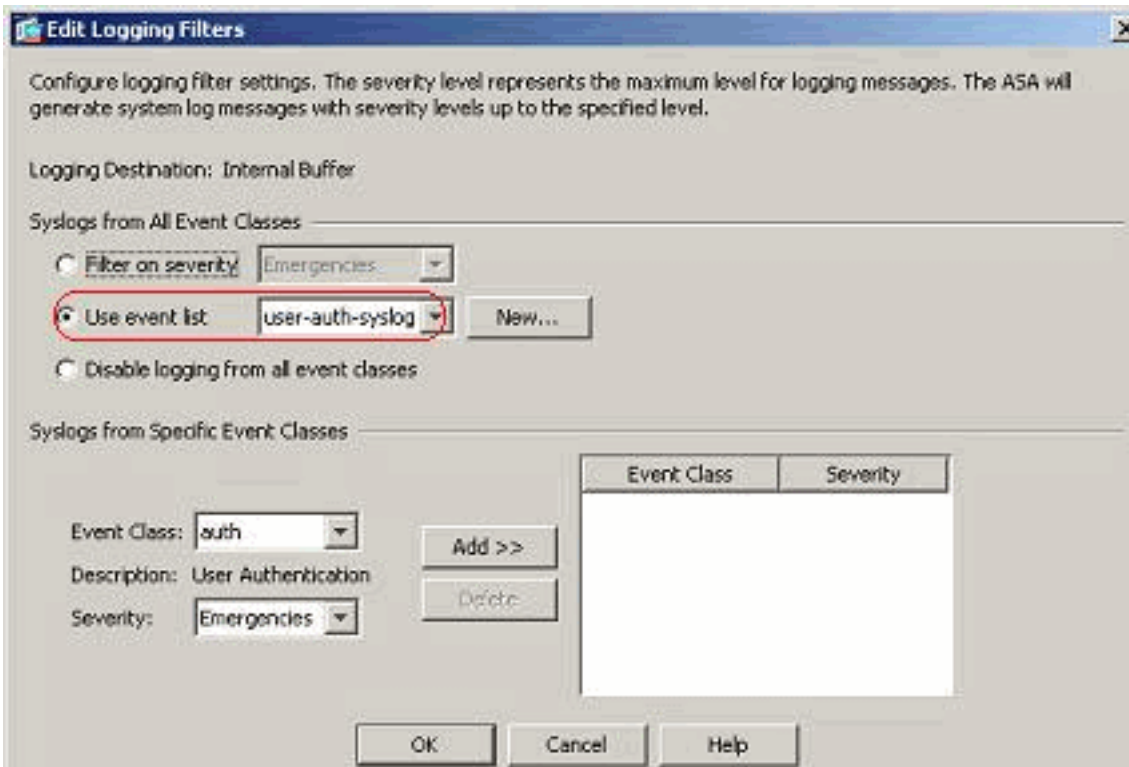 Edit Logging Filters
Configure logging filter settings. The severity level represents the maximum level for logging messages. The ASA will
generate system log messages with severity levels up to the specified level.
Logging Destination: Internal Buffer
Syslogs from All Event Classes
Filter on severity Emergencies
Use event list user-auth-syslog New...
Disable logging from all event classes
Syslogs from Specific Event Classes
Event Class Severity
Event Class: auth Add >>
Description: User Authentication
Delete
Severity: Emergencies
OK Cancel Help